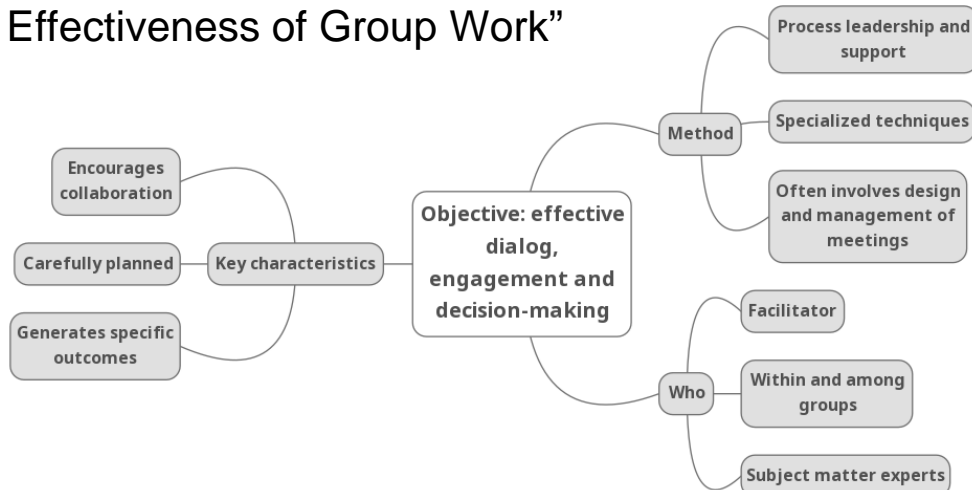 Effectiveness of Group Work”
Encourages
collaboration
Carefully planned
Generates specific
outcomes
Key characteristics
Objective: effective
dialog,
engagement and
decision-making
Method
Process leadership and
support
Specialized techniques
Often involves design
and management of
meetings
Who
Facilitator
Within and among
groups
Subject matter experts